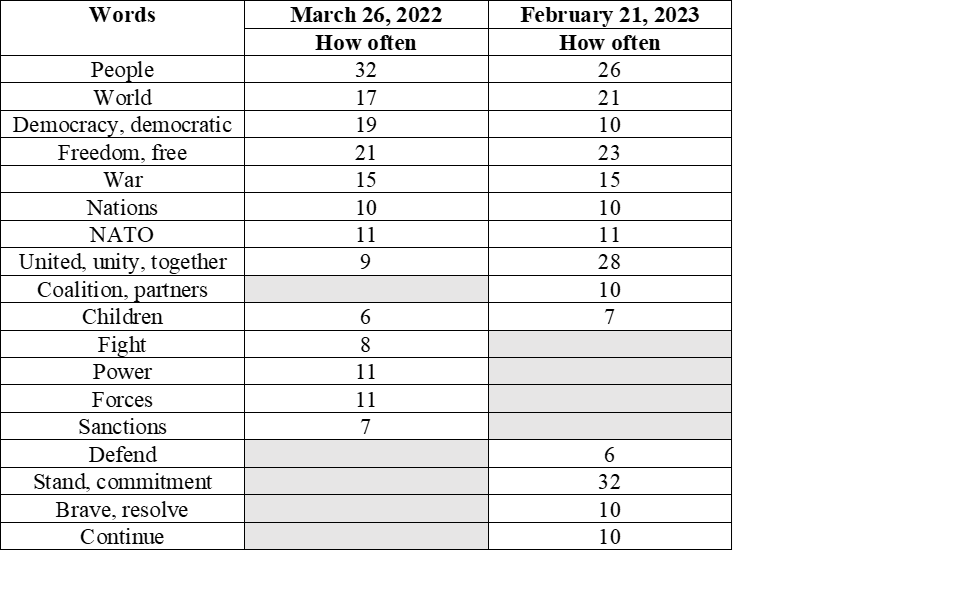 Words March 26, 2022 February 21, 2023
How often How often
People 32 26
World 17 21
Democracy, democratic 19 10
Freedom, free 21 23
War 15 15
Nations 10 10
NATO 11 11
United, unity, together 9 28
Coalition, partners 10
Children 6 7
Fight 8
Power 11
Forces 11
Sanctions 7
Defend 6
Stand, commitment 32
Brave, resolve 10
Continue 10